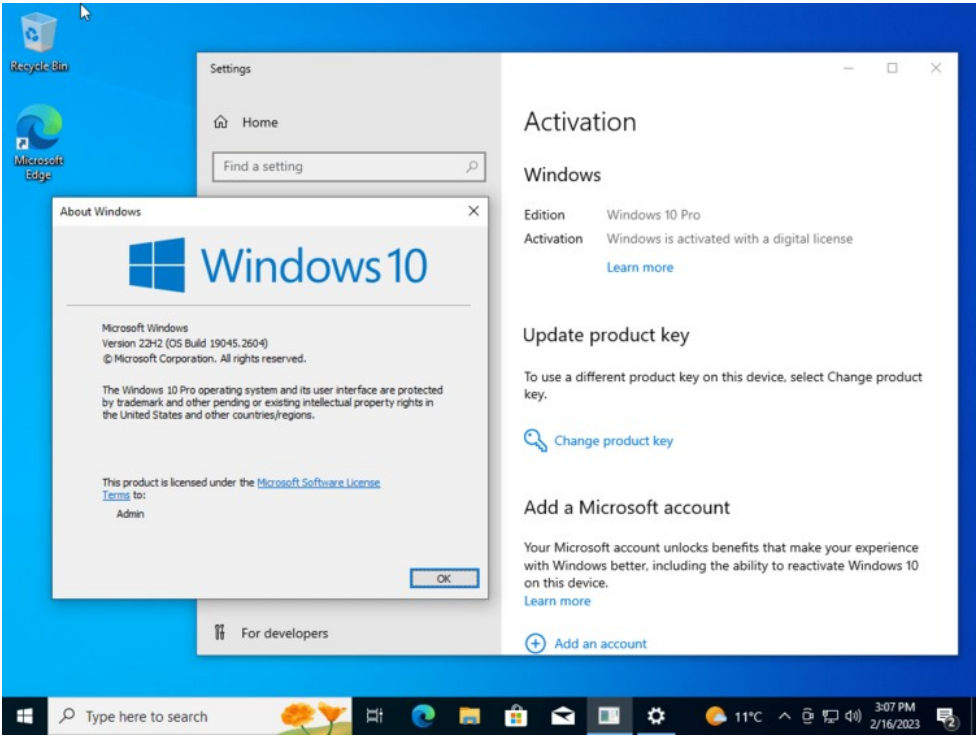 Recycle Bin
Microsoft
Edge
Settings
Home
Find a setting
For developers
Activation
Windows
Edition Windows 10 Pro
Activation Windows is activated with a digital license
Learn more
Update product key
To use a different product key on this device, select Change product
key.
Change product key
Add a Microsoft account
Your Microsoft account unlocks benefits that make your experience
with Windows better, including the ability to reactivate Windows 10
on this device.
Learn more
Add an account
About Windows
Windows 10
Microsoft Windows
Version 22H2 (OS Build 19045.2604)
© Microsoft Corporation. All rights reserved.
The Windows 10 Pro operating system and its user interface are protected
by trademark and other pending or existing intellectual property rights in
the United States and other countries/regions.
This product is licensed under the Microsoft Software License
Terms to:
Admin
OK
Type here to search
11°C
3:07 PM
2/16/2023
2